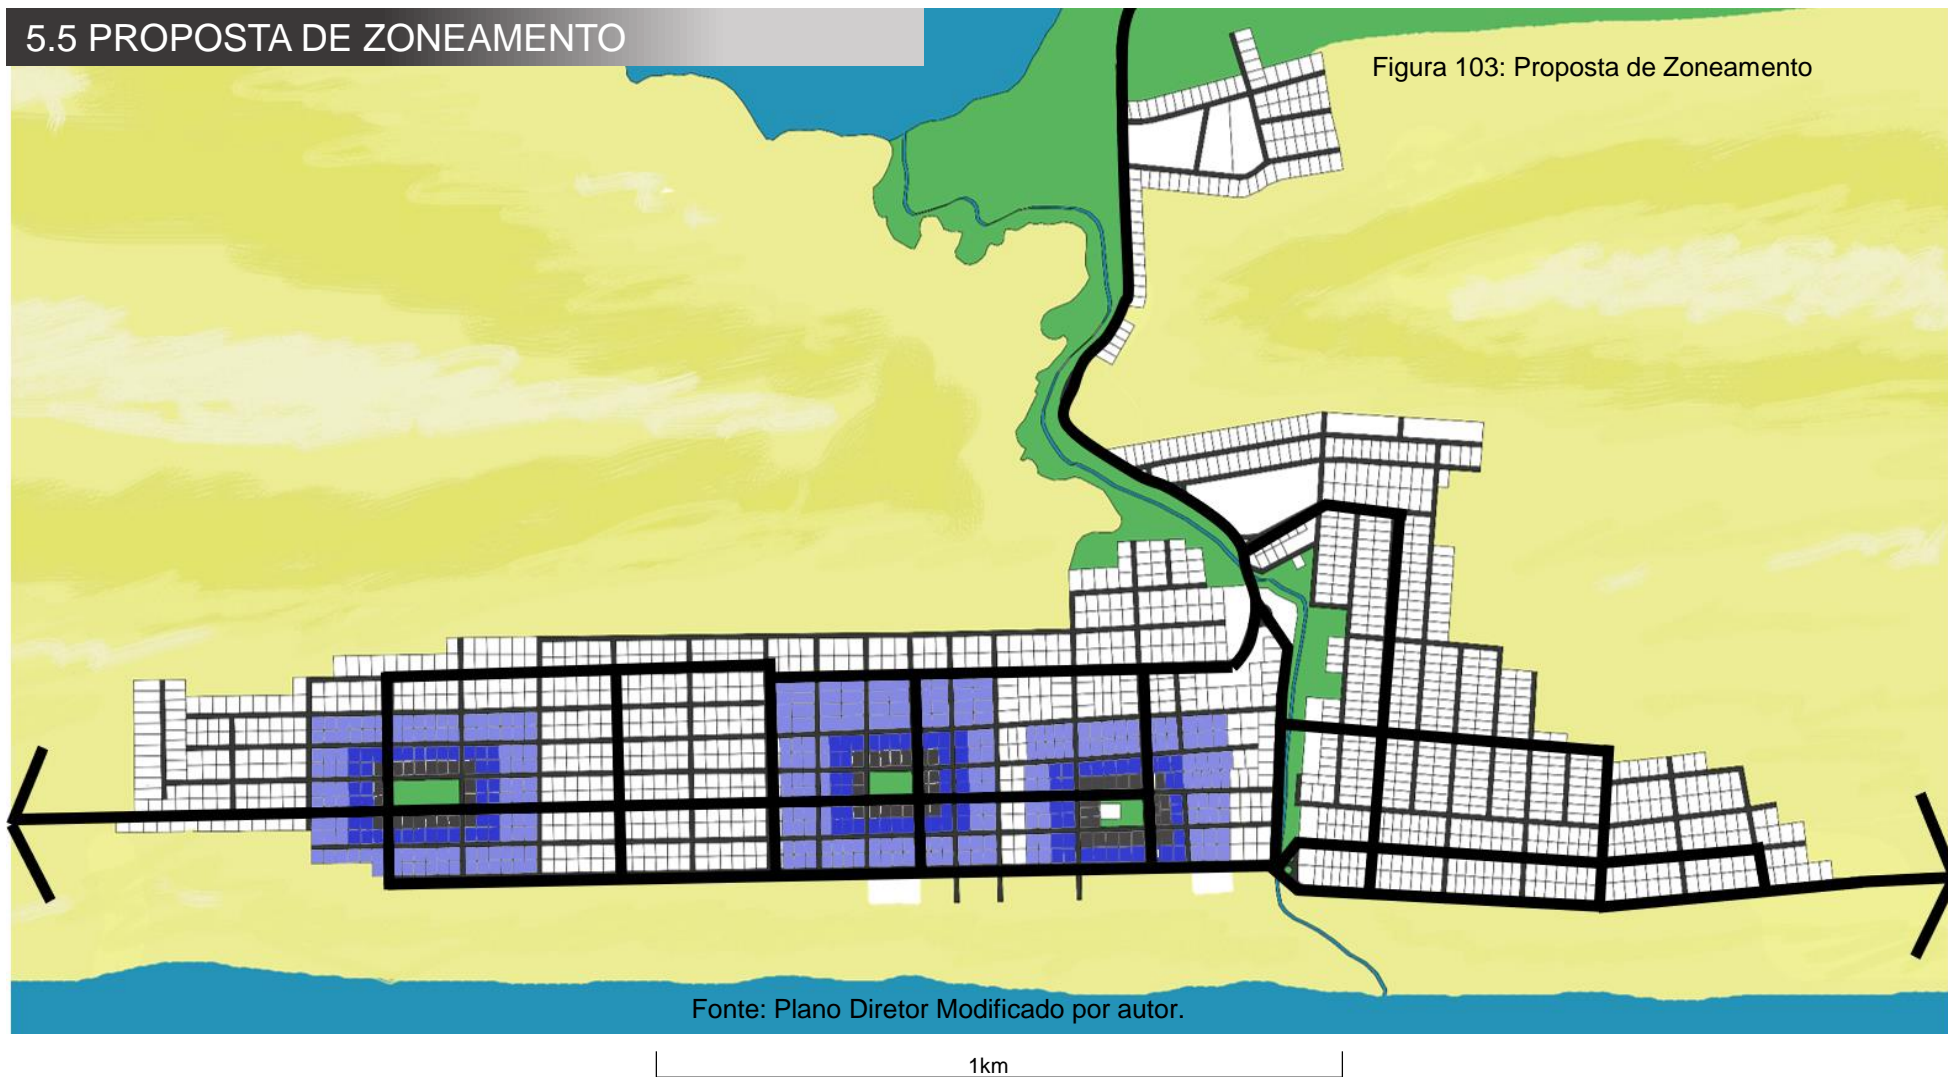 5.5 PROPOSTA DE ZONEAMENTO
Figura 103: Proposta de Zoneamento
Fonte: Plano Diretor Modificado por autor.
1km